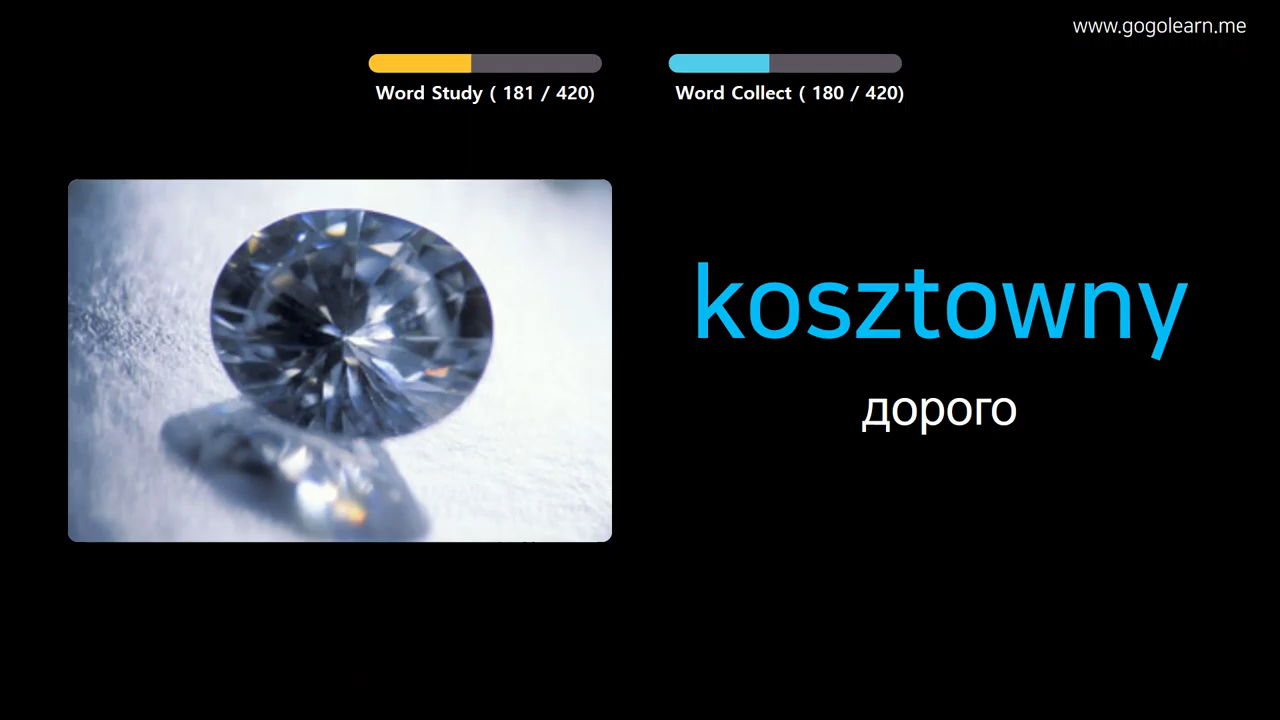 www.gogolearn.me
Word Study ( 181 / 420)
Word Collect ( 180 / 420)
kosztowny
дорого